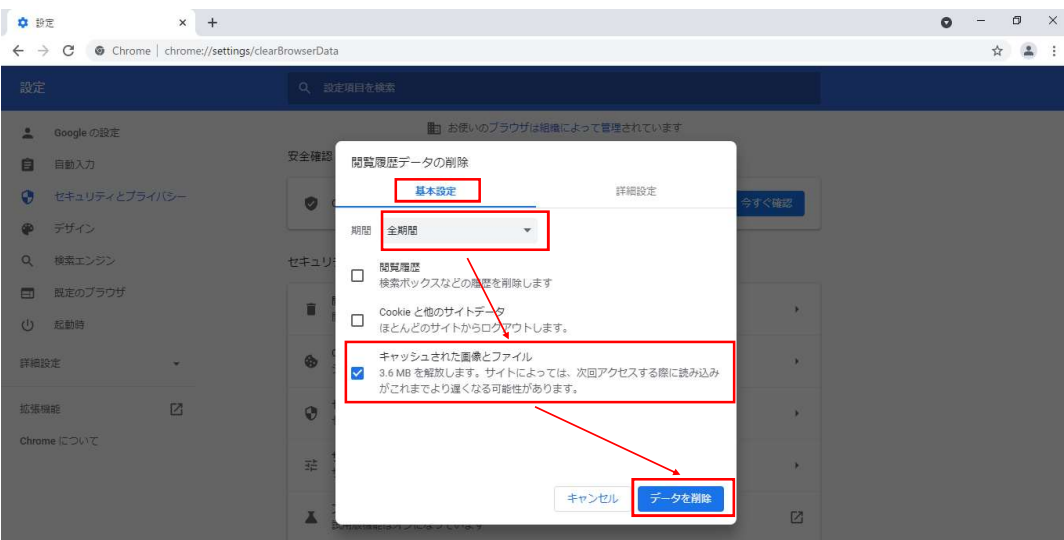 設定
Chrome | chrome://settings/clearBrowserData
設定
設定項目を検索
お使いのブラウザは組織によって管理されています
Google の設定
自動入力
セキュリティとプライバシー
デザイン
検索エンジン
既定のブラウザ
起動時
詳細設定
拡張機能
Chrome について
安全確認
今すぐ確認
セキュリ
閲覧履歴データの削除
基本設定
詳細設定
期間
全期間
閲覧履歴
検索ボックスなどの履歴を削除します
Cookie と他のサイトデータ
ほとんどのサイトからログアウトします。
キャッシュされた画像とファイル
3.6 MB を解放します。サイトによっては、次回アクセスする際に読み込み
がこれまでより遅くなる可能性があります。
キャンセル
データを削除